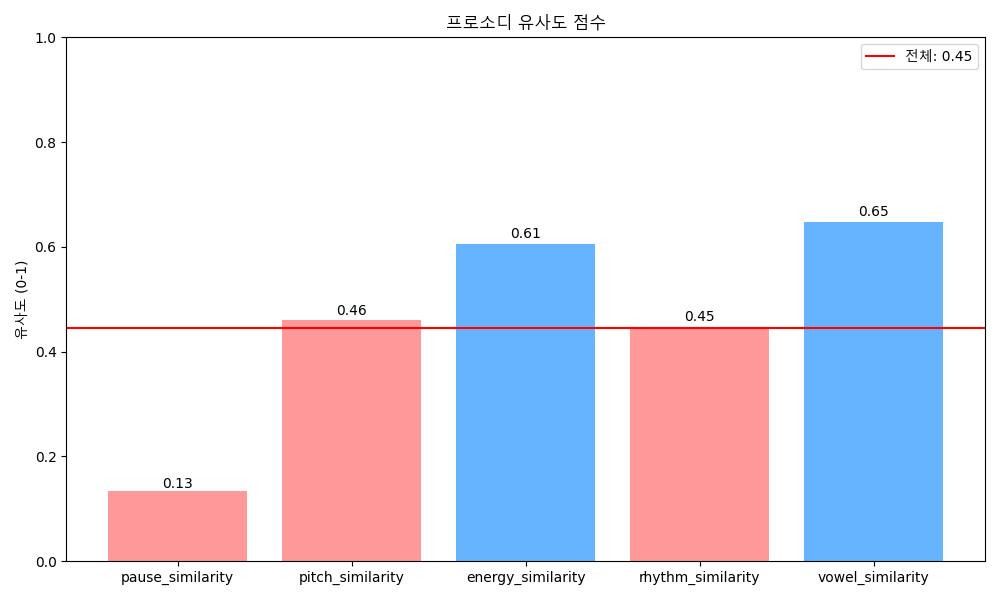 프로소디 유사도 점수
전체: 0.45
유사도 (0-1)
1.0
0.8
0.6
0.4
0.2
0.0
0.13
0.46
0.61
0.45
0.65
pause_similarity
pitch_similarity
energy_similarity
rhythm_similarity
vowel_similarity